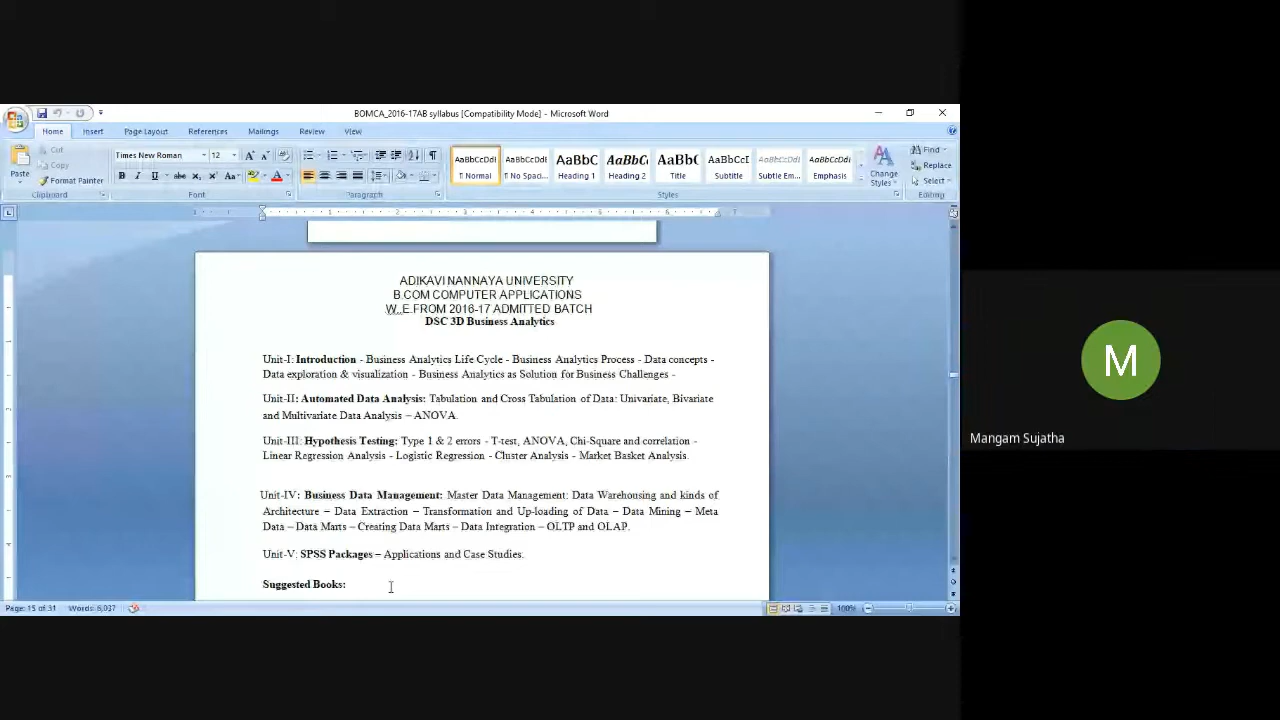 BOMCA_2016-17AB syllabus [Compatibility Mode] - Microsoft Word
Home Insert Page Layout References Mailings Review View
Paste
Cut
Copy
Format Painter
Clipboard
Times New Roman 12
Font
Paragraph
AaBbCcDdI AaBbCcDdI AaBbC AaBbC AaBb( AaBbCcI AaBbCcDdI AaBbCcDdI
¶ Normal ¶ No Spaci... Heading 1 Heading 2 Title Subtitle Subtle Em... Emphasis
Change Styles
Styles
Find
Replace
Select
Editing
ADIKAVI NANNAYA UNIVERSITY
B.COM COMPUTER APPLICATIONS
W..E.FROM 2016-17 ADMITTED BATCH
DSC 3D Business Analytics
Unit-I: Introduction - Business Analytics Life Cycle - Business Analytics Process - Data concepts -
Data exploration & visualization - Business Analytics as Solution for Business Challenges -
Unit-II: Automated Data Analysis: Tabulation and Cross Tabulation of Data: Univariate, Bivariate
and Multivariate Data Analysis – ANOVA.
Unit-III: Hypothesis Testing: Type 1 & 2 errors - T-test, ANOVA, Chi-Square and correlation -
Linear Regression Analysis - Logistic Regression - Cluster Analysis - Market Basket Analysis.
Unit-IV: Business Data Management: Master Data Management: Data Warehousing and kinds of
Architecture – Data Extraction – Transformation and Up-loading of Data – Data Mining – Meta
Data – Data Marts – Creating Data Marts – Data Integration – OLTP and OLAP.
Unit-V: SPSS Packages – Applications and Case Studies.
Suggested Books:
Page: 15 of 31 Words: 6,037
100%
M
Mangam Sujatha